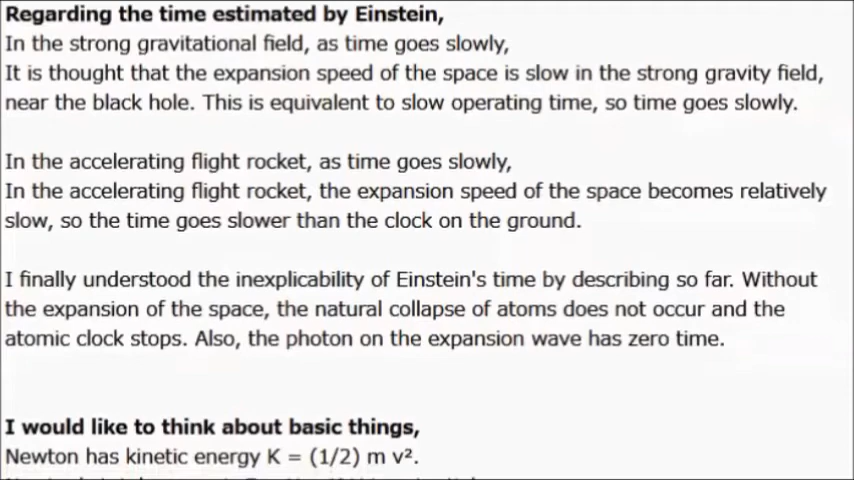 Regarding the time estimated by Einstein,
In the strong gravitational field, as time goes slowly,
It is thought that the expansion speed of the space is slow in the strong gravity field,
near the black hole. This is equivalent to slow operating time, so time goes slowly.
In the accelerating flight rocket, as time goes slowly,
In the accelerating flight rocket, the expansion speed of the space becomes relatively
slow, so the time goes slower than the clock on the ground.
I finally understood the inexplicability of Einstein's time by describing so far. Without
the expansion of the space, the natural collapse of atoms does not occur and the
atomic clock stops. Also, the photon on the expansion wave has zero time.
I would like to think about basic things,
Newton has kinetic energy K = (1/2) m v².